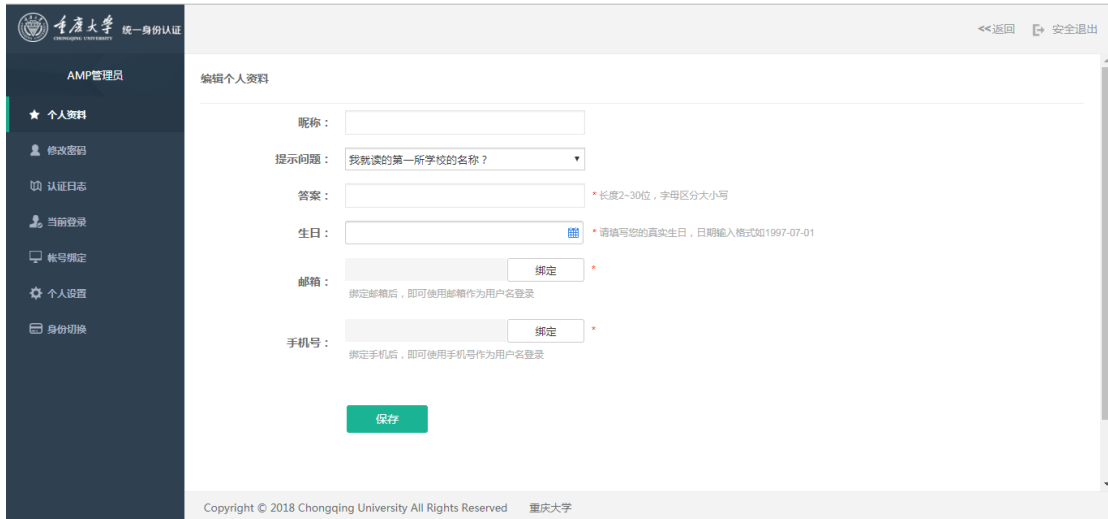 重庆大学 统一身份认证
CHONGQING UNIVERSITY
<<返回 安全退出
AMP管理员
个人资料
修改密码
认证日志
当前登录
帐号绑定
个人设置
身份切换
编辑个人资料
昵称：
提示问题： 我就读的第一所学校的名称？
答案： *长度2~30位，字母区分大小写
生日： *请填写您的真实生日，日期输入格式如1997-07-01
邮箱： 绑定 *
绑定邮箱后，即可使用邮箱作为用户名登录
手机号： 绑定 *
绑定手机后，即可使用手机号作为用户名登录
保存
Copyright © 2018 Chongqing University All Rights Reserved 重庆大学